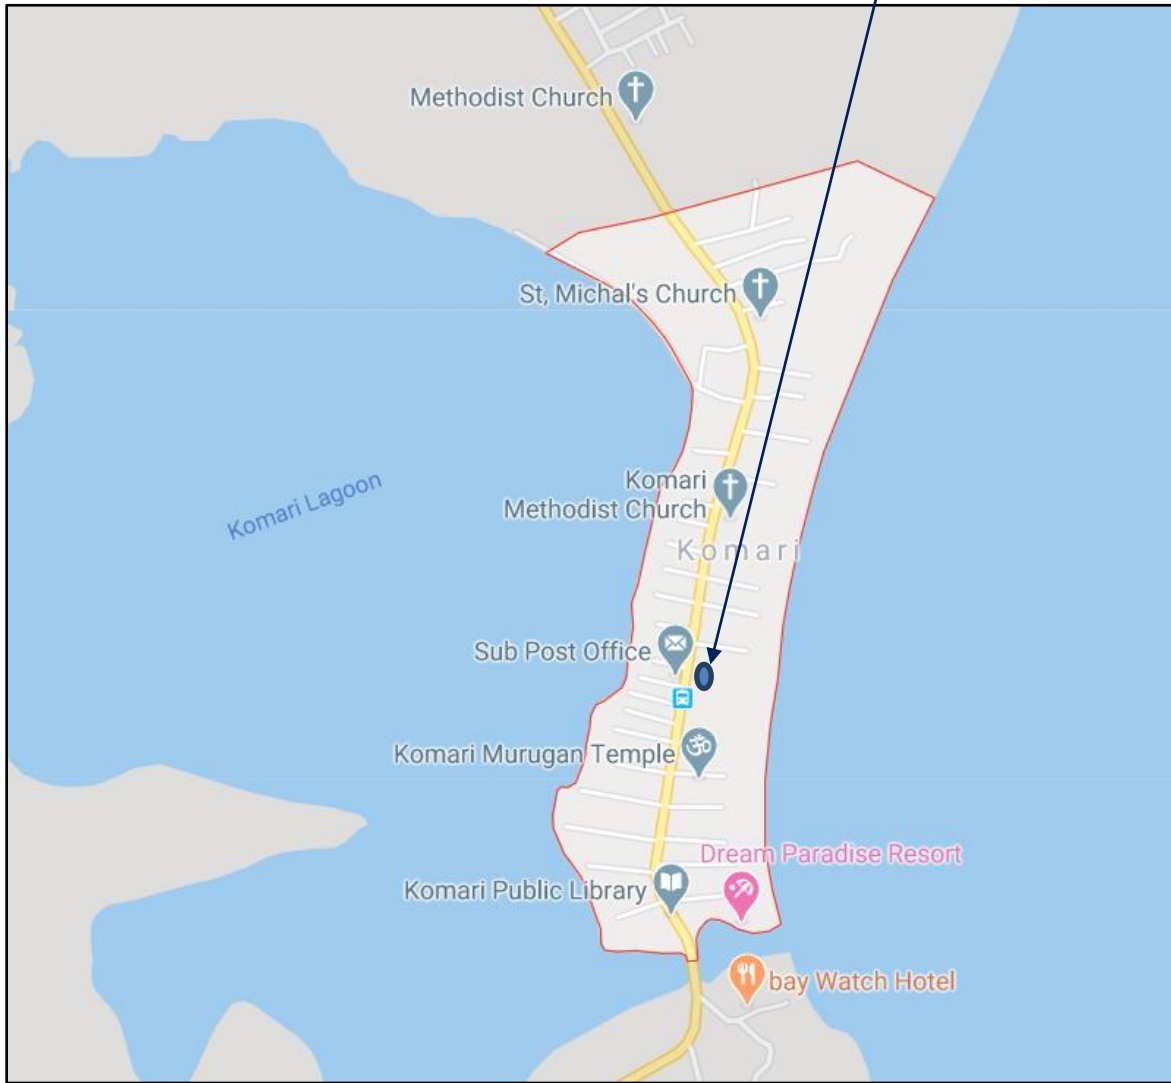 Methodist Church
St, Michal's Church
Komari Lagoon
Komari
Methodist Church
Komari
Sub Post Office
Komari Murugan Temple
Dream Paradise Resort
Komari Public Library
bay Watch Hotel